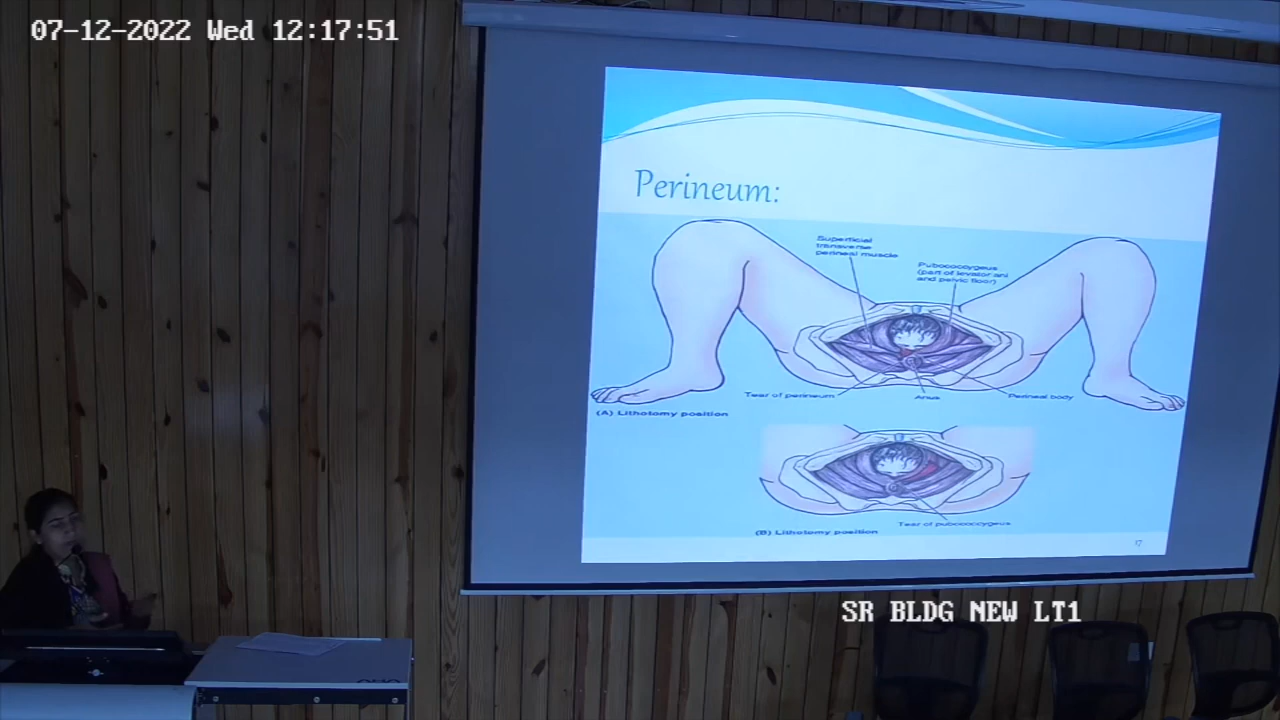 07-12-2022 Wed 12:17:51
Perineum:
Superficial
transverse
perineal muscle
Pubococcygeus
(part of levator ani
and pelvic floor)
Tear of perineum
Anus
Perineal body
(A) Lithotomy position
Tear of pubococcygeus
(B) Lithotomy position
17
SR BLDG NEW LT1